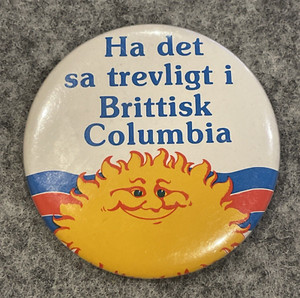 Ha det
sa trevligt i
Brittisk
Columbia